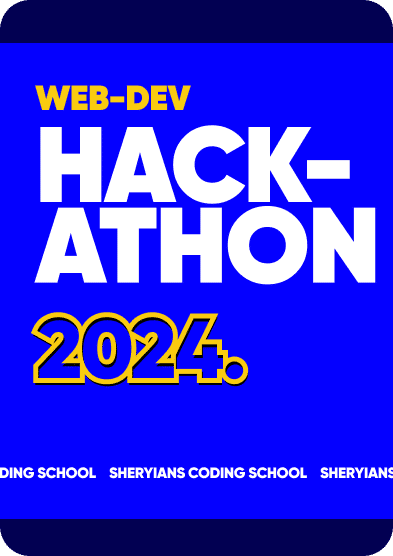 WEB-DEV
HACK-
ATHON
2024.
DING SCHOOL SHERYIANS CODING SCHOOL SHERYIANS